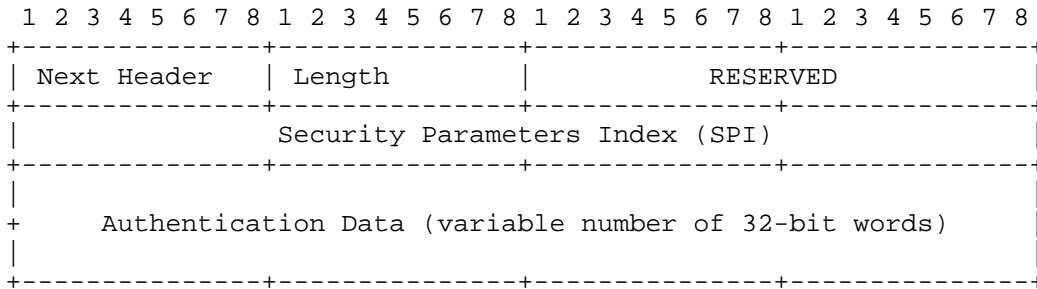 1 2 3 4 5 6 7 8 1 2 3 4 5 6 7 8 1 2 3 4 5 6 7 8 1 2 3 4 5 6 7 8
+---------------+---------------+---------------+---------------+
| Next Header   | Length        |           RESERVED            |
+---------------+---------------+---------------+---------------+
|                Security Parameters Index (SPI)                |
+---------------+---------------+---------------+---------------+
|                                                               |
+     Authentication Data (variable number of 32-bit words)     |
|                                                               |
+---------------+---------------+---------------+---------------+